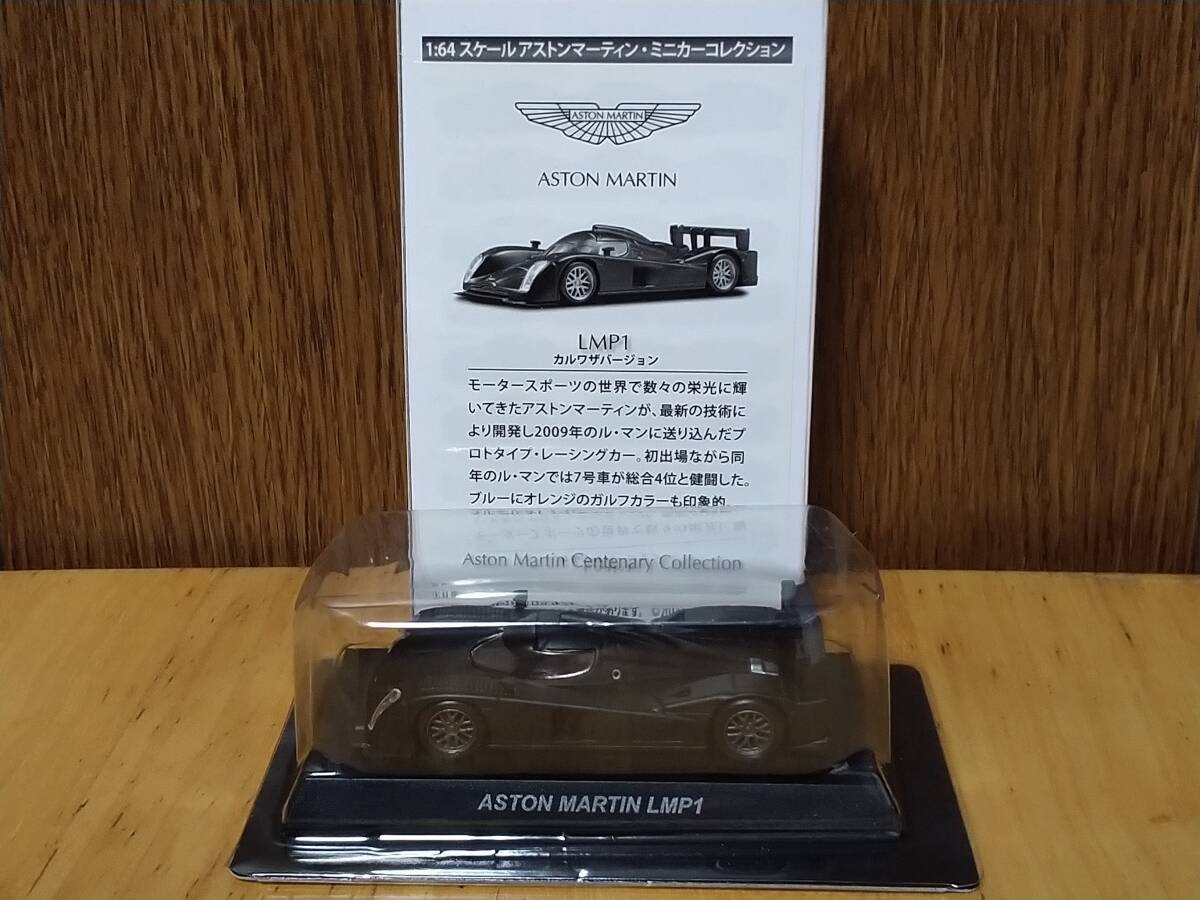 1:64 スケール アストンマーティン・ミニカーコレクション
ASTON MARTIN
ASTON MARTIN
LMP1
カルワザバージョン
モータースポーツの世界で数々の栄光に輝
いてきたアストンマーティンが、最新の技術に
より開発し2009年のル・マンに送り込んだプ
ロトタイプ・レーシングカー。初出場ながら同
年のル・マンでは7号車が総合4位と健闘した。
ブルーにオレンジのガルフカラーも印象的。
Aston Martin Centenary Collection
ASTON MARTIN LMP1